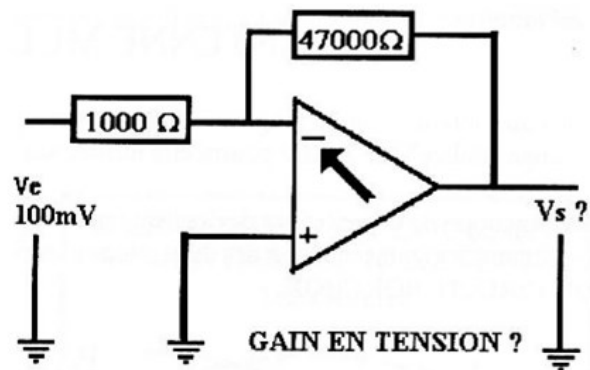 47000Ω
1000 Ω
−
+
Ve
100mV
Vs ?
GAIN EN TENSION ?